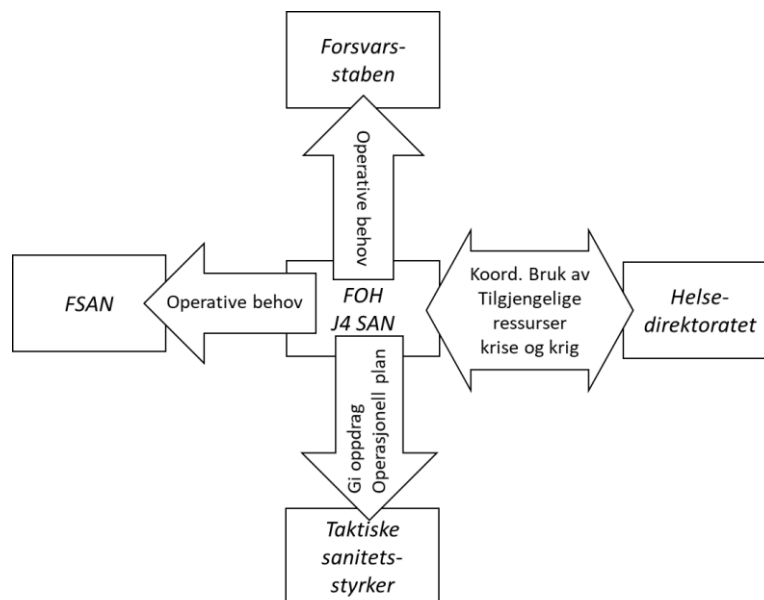 Forsvars-
staben
Operative behov
FSAN
Operative behov
FOH
J4 SAN
Koord. Bruk av
Tilgjengelige
ressurser
krise og krig
Helse-
direktoratet
Gi oppdrag
Operasjonell plan
Taktiske
sanitets-
styrker